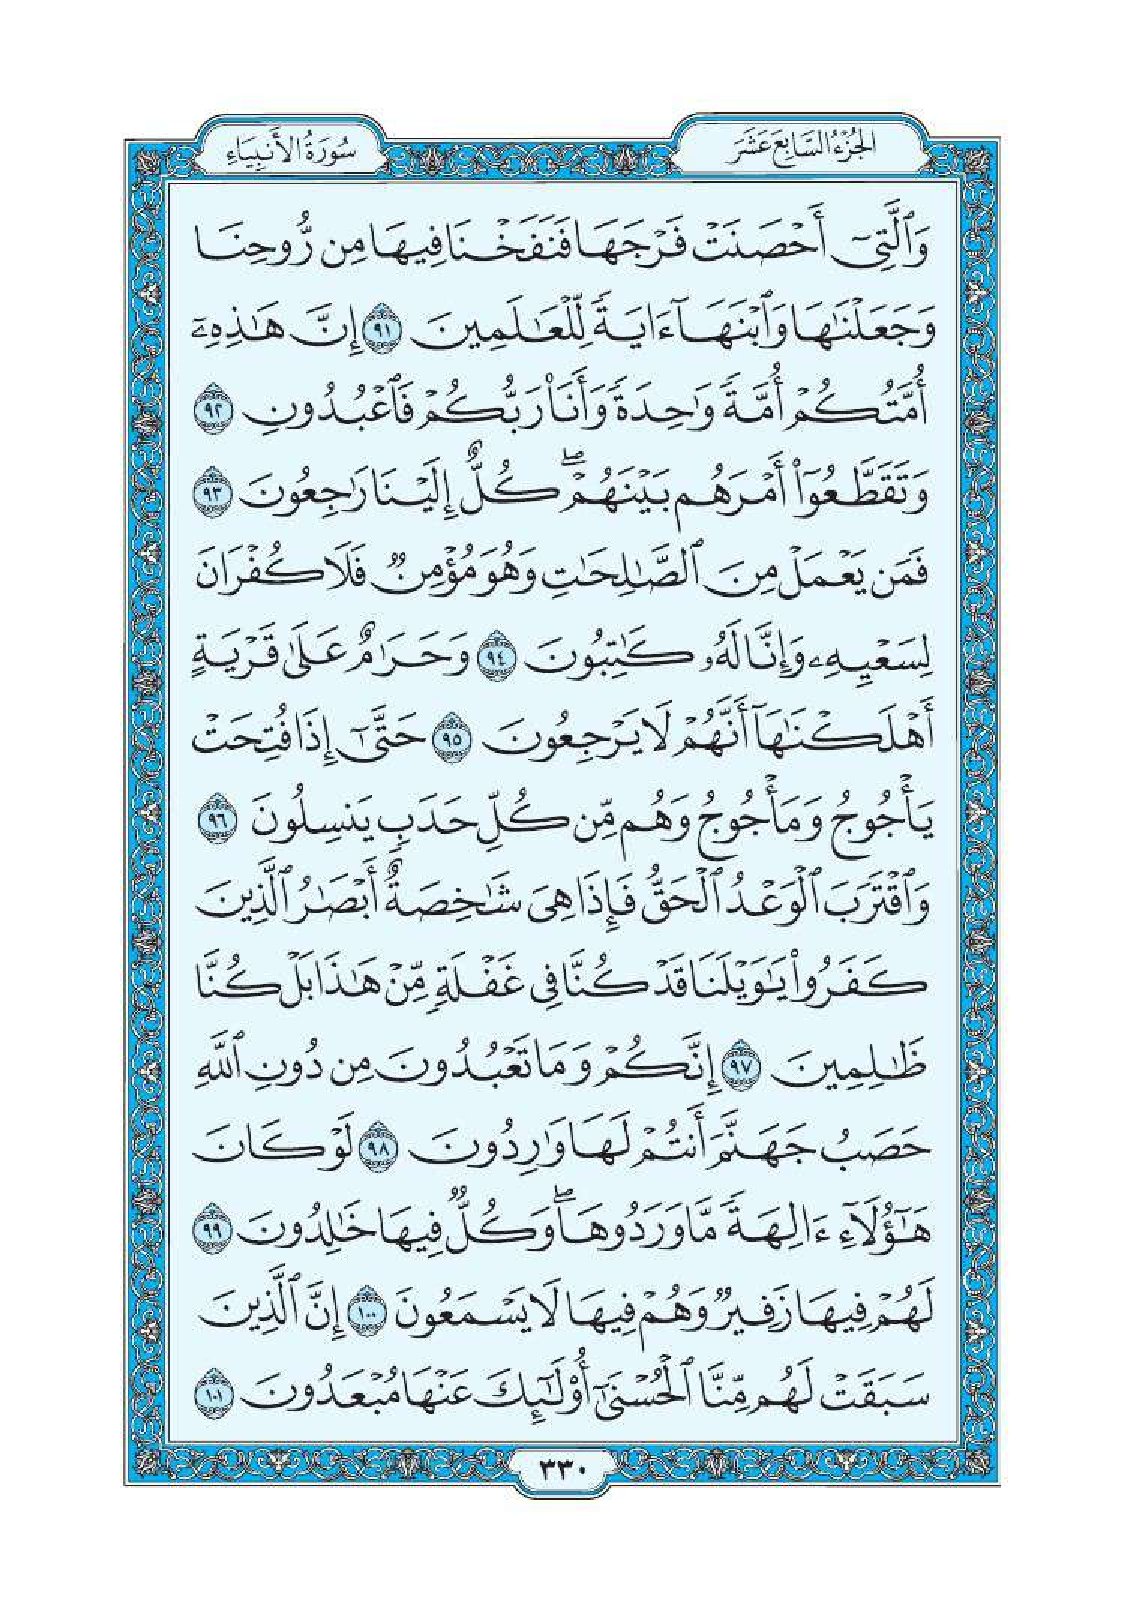 الجُزْءُ السَّابِعَ عَشَرَ
سُورَةُ الأَنبِيَاءِ
وَٱلَّتِيٓ أَحۡصَنَتۡ فَرۡجَهَا فَنَفَخۡنَا فِيهَا مِن رُّوحِنَا
وَجَعَلۡنَٰهَا وَٱبۡنَهَآ ءَايَةٗ لِّلۡعَٰلَمِينَ ٩١ إِنَّ هَٰذِهِۦٓ
أُمَّتُكُمۡ أُمَّةٗ وَٰحِدَةٗ وَأَنَا۠ رَبُّكُمۡ فَٱعۡبُدُونِ ٩٢
وَتَقَطَّعُوٓاْ أَمۡرَهُم بَيۡنَهُمۡۖ كُلٌّ إِلَيۡنَا رَٰجِعُونَ ٩٣
فَمَن يَعۡمَلۡ مِنَ ٱلصَّٰلِحَٰتِ وَهُوَ مُؤۡمِنٞ فَلَا كُفۡرَانَ
لِسَعۡيِهِۦ وَإِنَّا لَهُۥ كَٰتِبُونَ ٩٤ وَحَرَٰمٌ عَلَىٰ قَرۡيَةٍ
أَهۡلَكۡنَٰهَآ أَنَّهُمۡ لَا يَرۡجِعُونَ ٩٥ حَتَّىٰٓ إِذَا فُتِحَتۡ
يَأۡجُوجُ وَمَأۡجُوجُ وَهُم مِّن كُلِّ حَدَبٖ يَنسِلُونَ ٩٦
وَٱقۡتَرَبَ ٱلۡوَعۡدُ ٱلۡحَقُّ فَإِذَا هِيَ شَٰخِصَةٌ أَبۡصَٰرُ ٱلَّذِينَ
كَفَرُواْ يَٰوَيۡلَنَا قَدۡ كُنَّا فِي غَفۡلَةٖ مِّنۡ هَٰذَا بَلۡ كُنَّا
ظَٰلِمِينَ ٩٧ إِنَّكُمۡ وَمَا تَعۡبُدُونَ مِن دُونِ ٱللَّهِ
حَصَبُ جَهَنَّمَ أَنتُمۡ لَهَا وَٰرِدُونَ ٩٨ لَوۡ كَانَ
هَٰٓؤُلَآءِ ءَالِهَةٗ مَّا وَرَدُوهَاۖ وَكُلّٞ فِيهَا خَٰلِدُونَ ٩٩
لَهُمۡ فِيهَا زَفِيرٞ وَهُمۡ فِيهَا لَا يَسۡمَعُونَ ١٠٠ إِنَّ ٱلَّذِينَ
سَبَقَتۡ لَهُم مِّنَّا ٱلۡحُسۡنَىٰٓ أُوْلَٰٓئِكَ عَنۡهَا مُبۡعَدُونَ ١٠١
٣٣٠